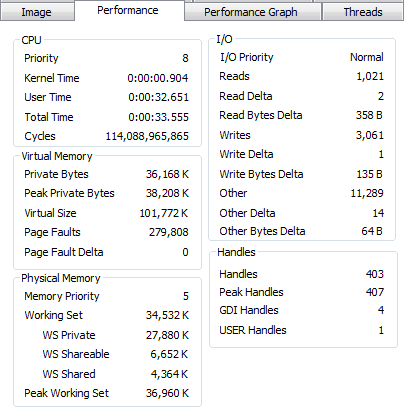 Image Performance Performance Graph Threads
CPU
Priority 8
Kernel Time 0:00:00.904
User Time 0:00:32.651
Total Time 0:00:33.555
Cycles 114,088,965,865
Virtual Memory
Private Bytes 36,168 K
Peak Private Bytes 38,208 K
Virtual Size 101,772 K
Page Faults 279,808
Page Fault Delta 0
Physical Memory
Memory Priority 5
Working Set 34,532 K
WS Private 27,880 K
WS Shareable 6,652 K
WS Shared 4,364 K
Peak Working Set 36,960 K
I/O
I/O Priority Normal
Reads 1,021
Read Delta 2
Read Bytes Delta 358 B
Writes 3,061
Write Delta 1
Write Bytes Delta 135 B
Other 11,289
Other Delta 14
Other Bytes Delta 64 B
Handles
Handles 403
Peak Handles 407
GDI Handles 4
USER Handles 1